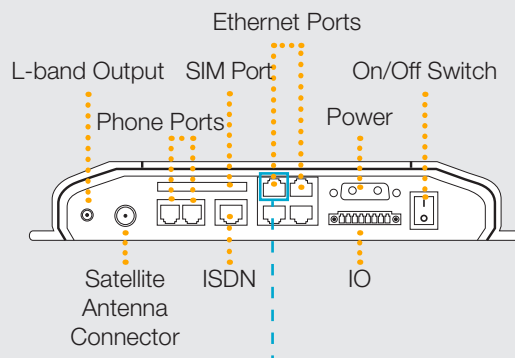 Ethernet Ports
L-band Output
SIM Port
On/Off Switch
Phone Ports
Power
Satellite
Antenna
Connector
ISDN
IO